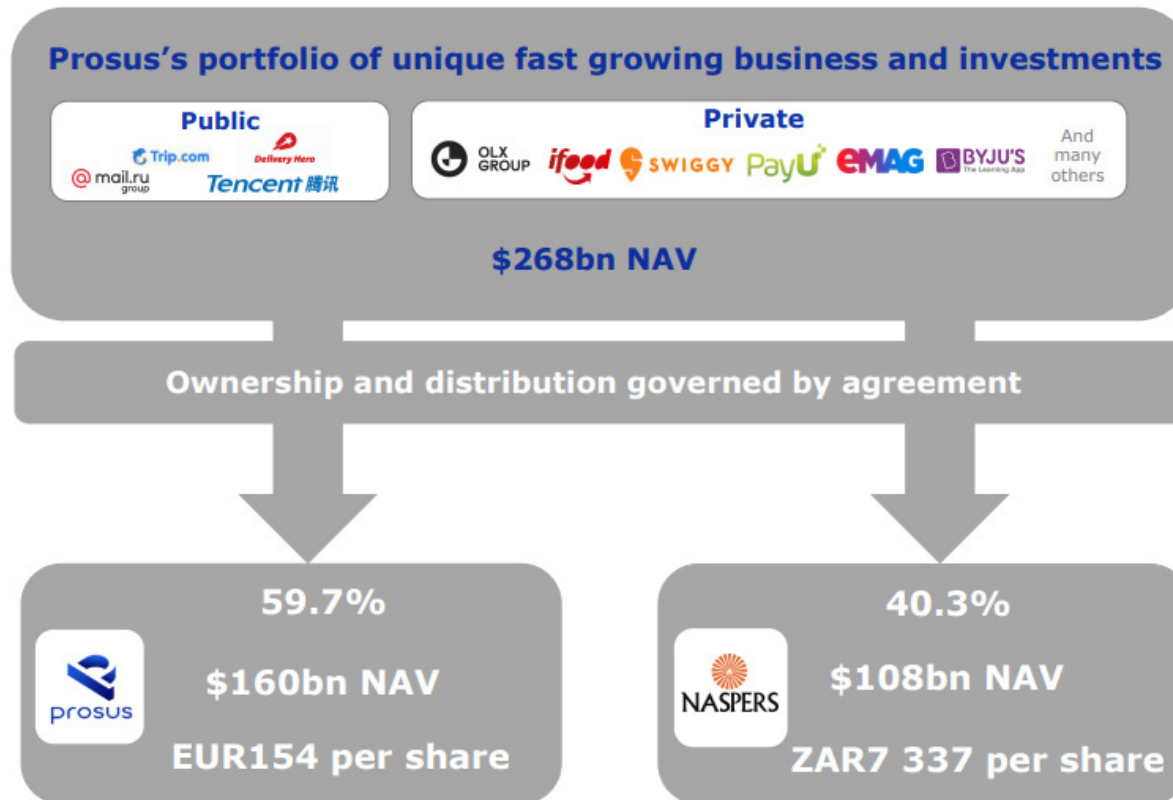 Prosus's portfolio of unique fast growing business and investments
Public
Trip.com
Delivery Hero
@ mail.ru
group
Tencent 腾讯
Private
OLX
GROUP
ifood
SWIGGY
PayU
eMAG
BYJU'S
The Learning App
And
many
others
$268bn NAV
Ownership and distribution governed by agreement
59.7%
prosus
$160bn NAV
EUR154 per share
40.3%
NASPERS
$108bn NAV
ZAR7 337 per share